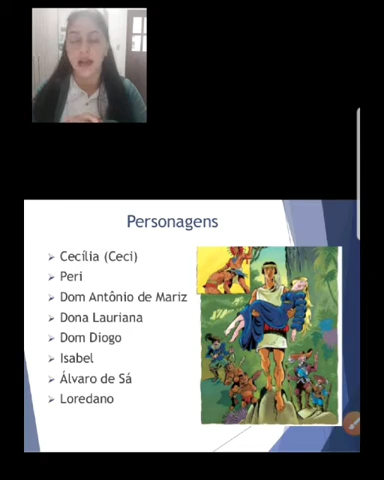 Personagens
Cecília (Ceci)
Peri
Dom Antônio de Mariz
Dona Lauriana
Dom Diogo
Isabel
Álvaro de Sá
Loredano